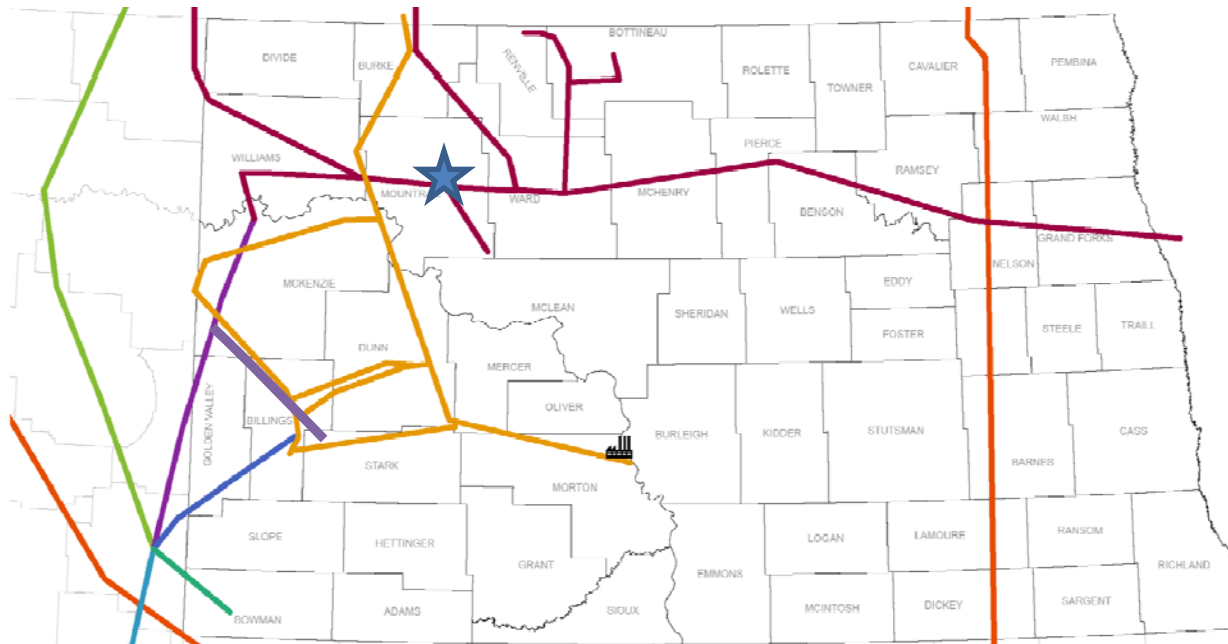 BOTTINEAU
DIVIDE
BURKE
RENVILLE
ROLETTE
TOWNER
CAVALIER
PEMBINA
WALSH
WILLIAMS
PIERCE
RAMSEY
MOUNTRAIL
WARD
MCHENRY
BENSON
GRAND FORKS
NELSON
MCKENZIE
MCLEAN
SHERIDAN
WELLS
EDDY
FOSTER
STEELE
TRAILL
DUNN
MERCER
OLIVER
GOLDEN VALLEY
BILLINGS
BURLEIGH
KIDDER
STUTSMAN
BARNES
CASS
STARK
MORTON
SLOPE
HETTINGER
GRANT
EMMONS
LOGAN
LAMOURE
RANSOM
RICHLAND
BOWMAN
ADAMS
SIOUX
MCINTOSH
DICKEY
SARGENT